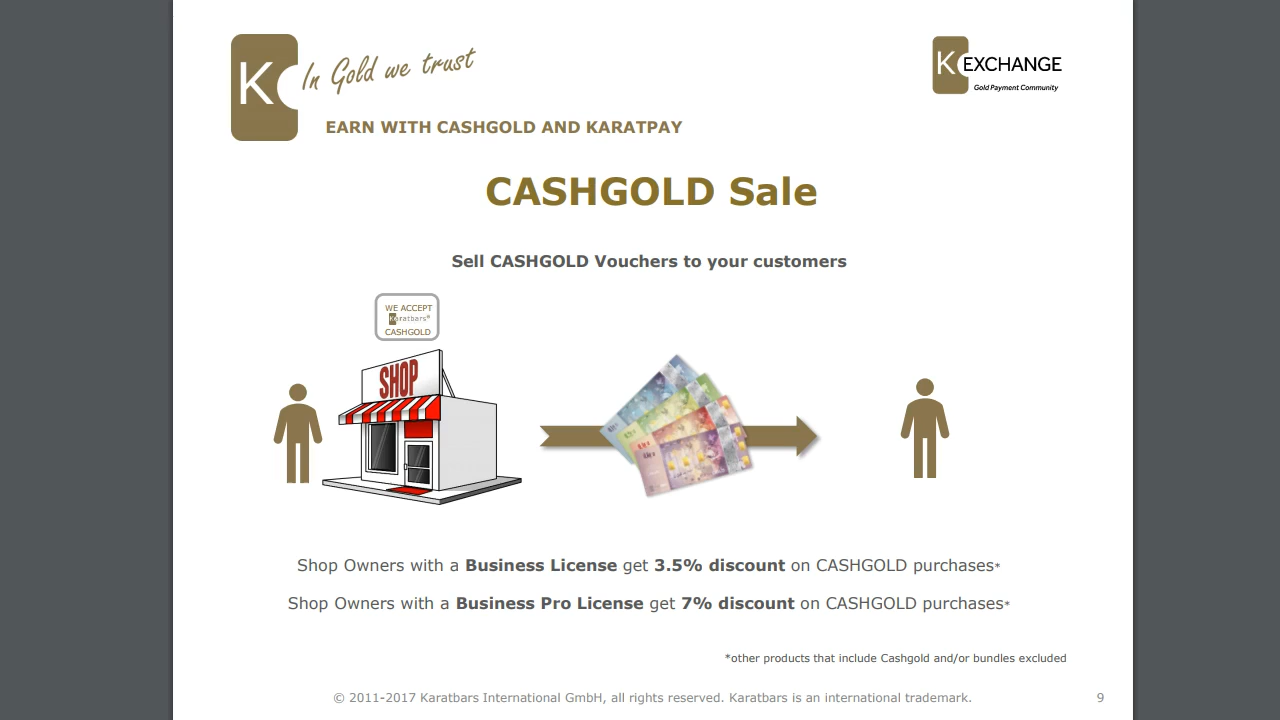 K In Gold we trust
K EXCHANGE
Gold Payment Community
EARN WITH CASHGOLD AND KARATPAY
CASHGOLD Sale
Sell CASHGOLD Vouchers to your customers
WE ACCEPT
Karatbars®
CASHGOLD
SHOP
Shop Owners with a Business License get 3.5% discount on CASHGOLD purchases*
Shop Owners with a Business Pro License get 7% discount on CASHGOLD purchases*
*other products that include Cashgold and/or bundles excluded
© 2011-2017 Karatbars International GmbH, all rights reserved. Karatbars is an international trademark.
9